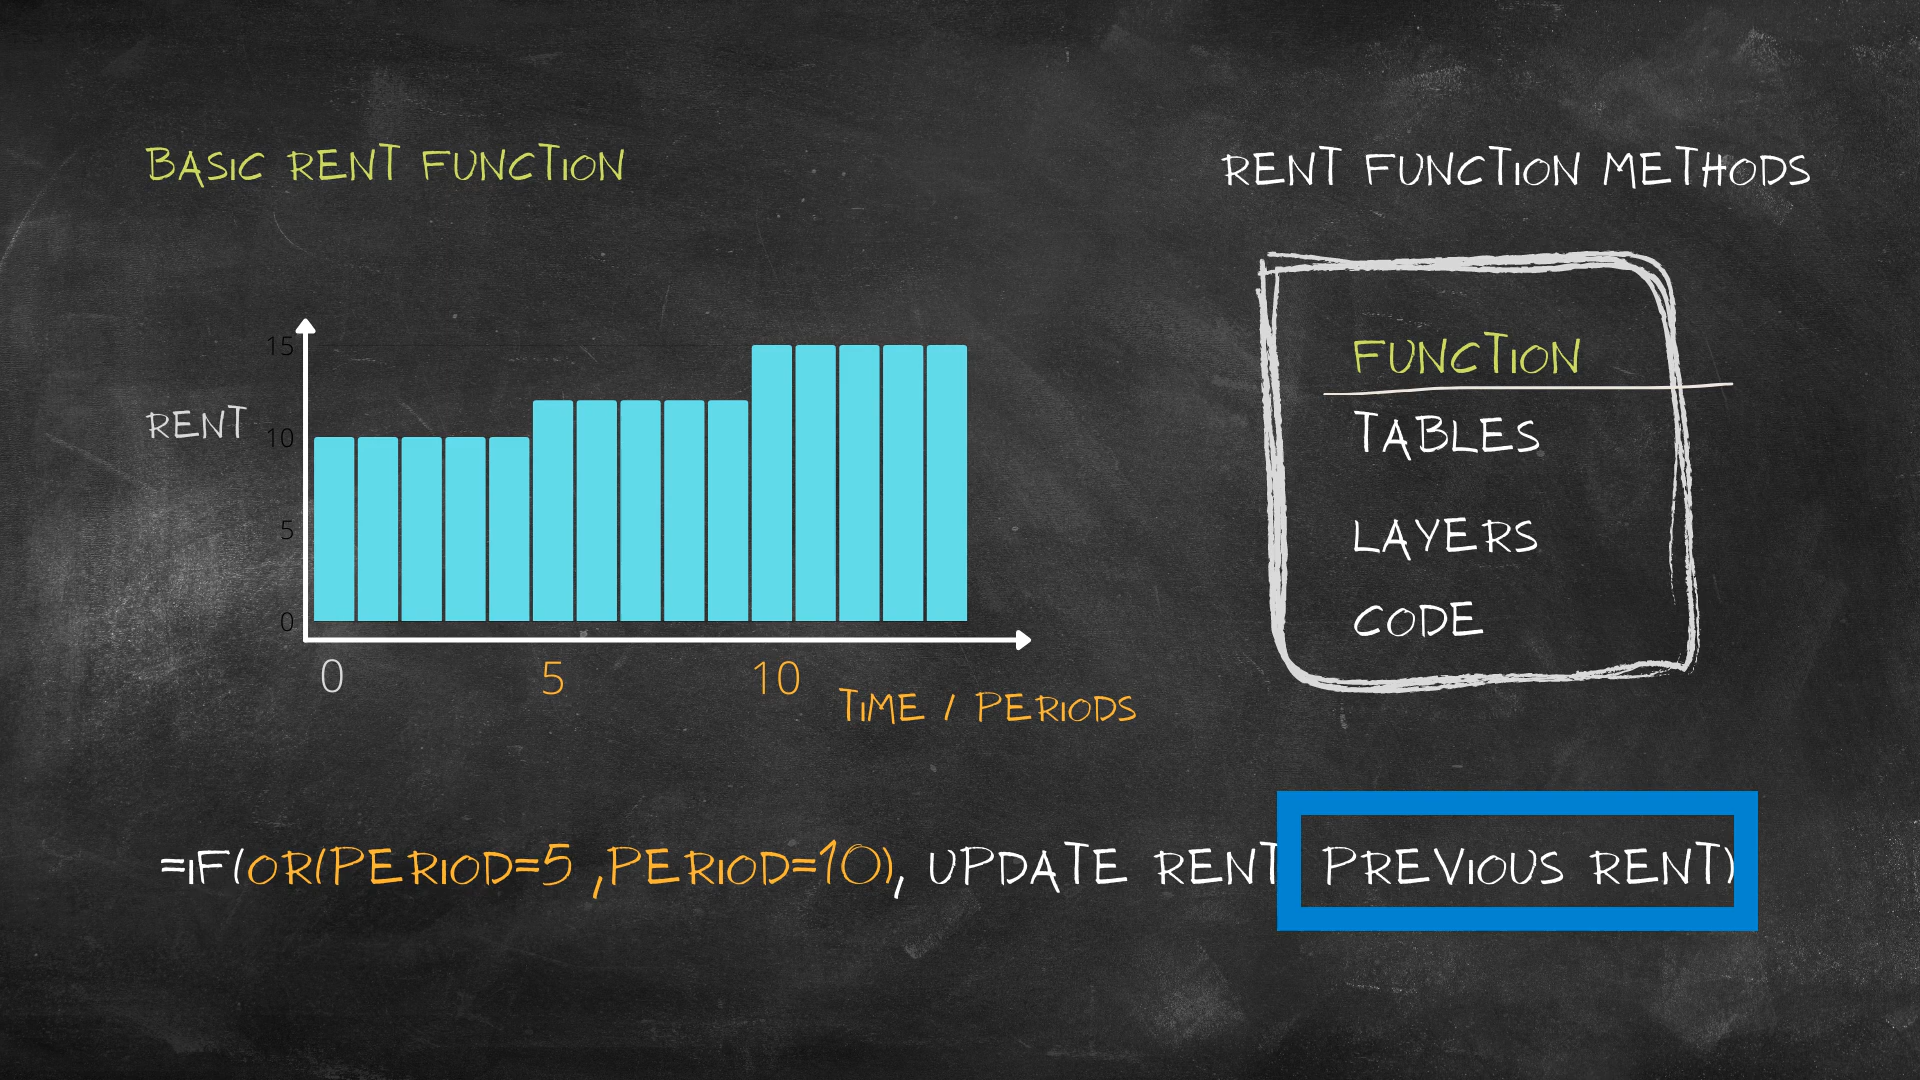 BASIC RENT FUNCTION
RENT FUNCTION METHODS
FUNCTION
TABLES
LAYERS
CODE
RENT
15
10
5
0
0 5 10
TIME / PERIODS
=IF(OR(PERIOD=5 ,PERIOD=10), UPDATE RENT PREVIOUS RENT)